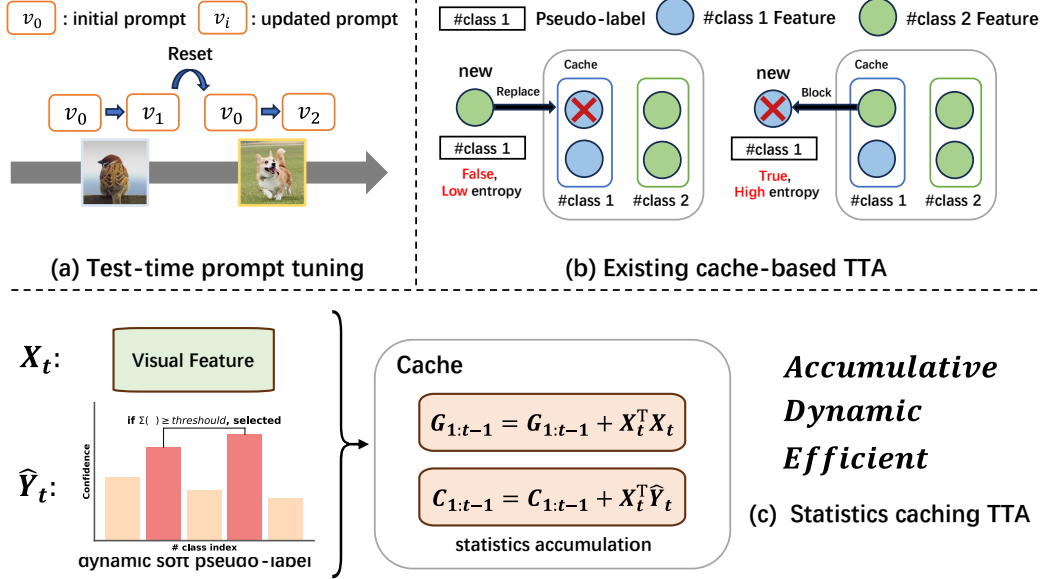 v₀ : initial prompt vᵢ : updated prompt
Reset
v₀ v₁ v₀ v₂
(a) Test-time prompt tuning
#class 1 Pseudo-label #class 1 Feature #class 2 Feature
new
Replace
Cache
#class 1
False,
Low entropy
#class 1 #class 2
new
Block
Cache
#class 1
True,
High entropy
#class 1 #class 2
(b) Existing cache-based TTA
Xₜ: Visual Feature
Ŷₜ:
if Σ( ) ≥ threshould, selected
Confidence
# class index
dynamic soft pseudo-label
Cache
G₁:ₜ₋₁ = G₁:ₜ₋₁ + XₜᵀXₜ
C₁:ₜ₋₁ = C₁:ₜ₋₁ + XₜᵀŶₜ
statistics accumulation
Accumulative
Dynamic
Efficient
(c) Statistics caching TTA